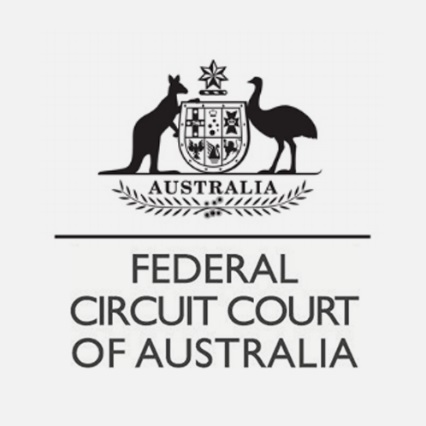 AUSTRALIA
FEDERAL
CIRCUIT COURT
OF AUSTRALIA